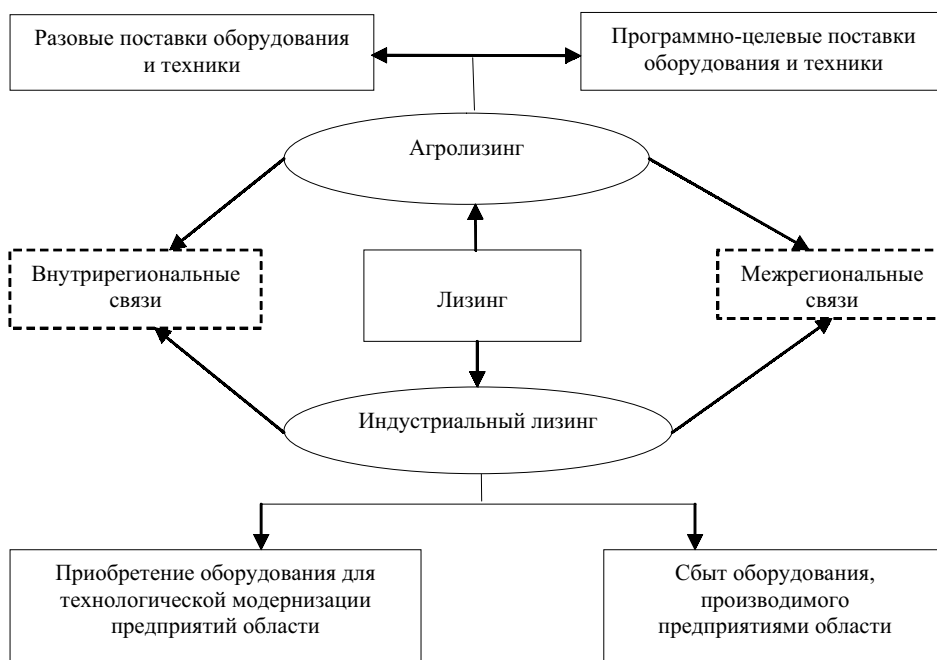 Разовые поставки оборудования
и техники
Программно-целевые поставки
оборудования и техники
Агролизинг
Внутрирегиональные
связи
Лизинг
Межрегиональные
связи
Индустриальный лизинг
Приобретение оборудования для
технологической модернизации
предприятий области
Сбыт оборудования,
производимого
предприятиями области